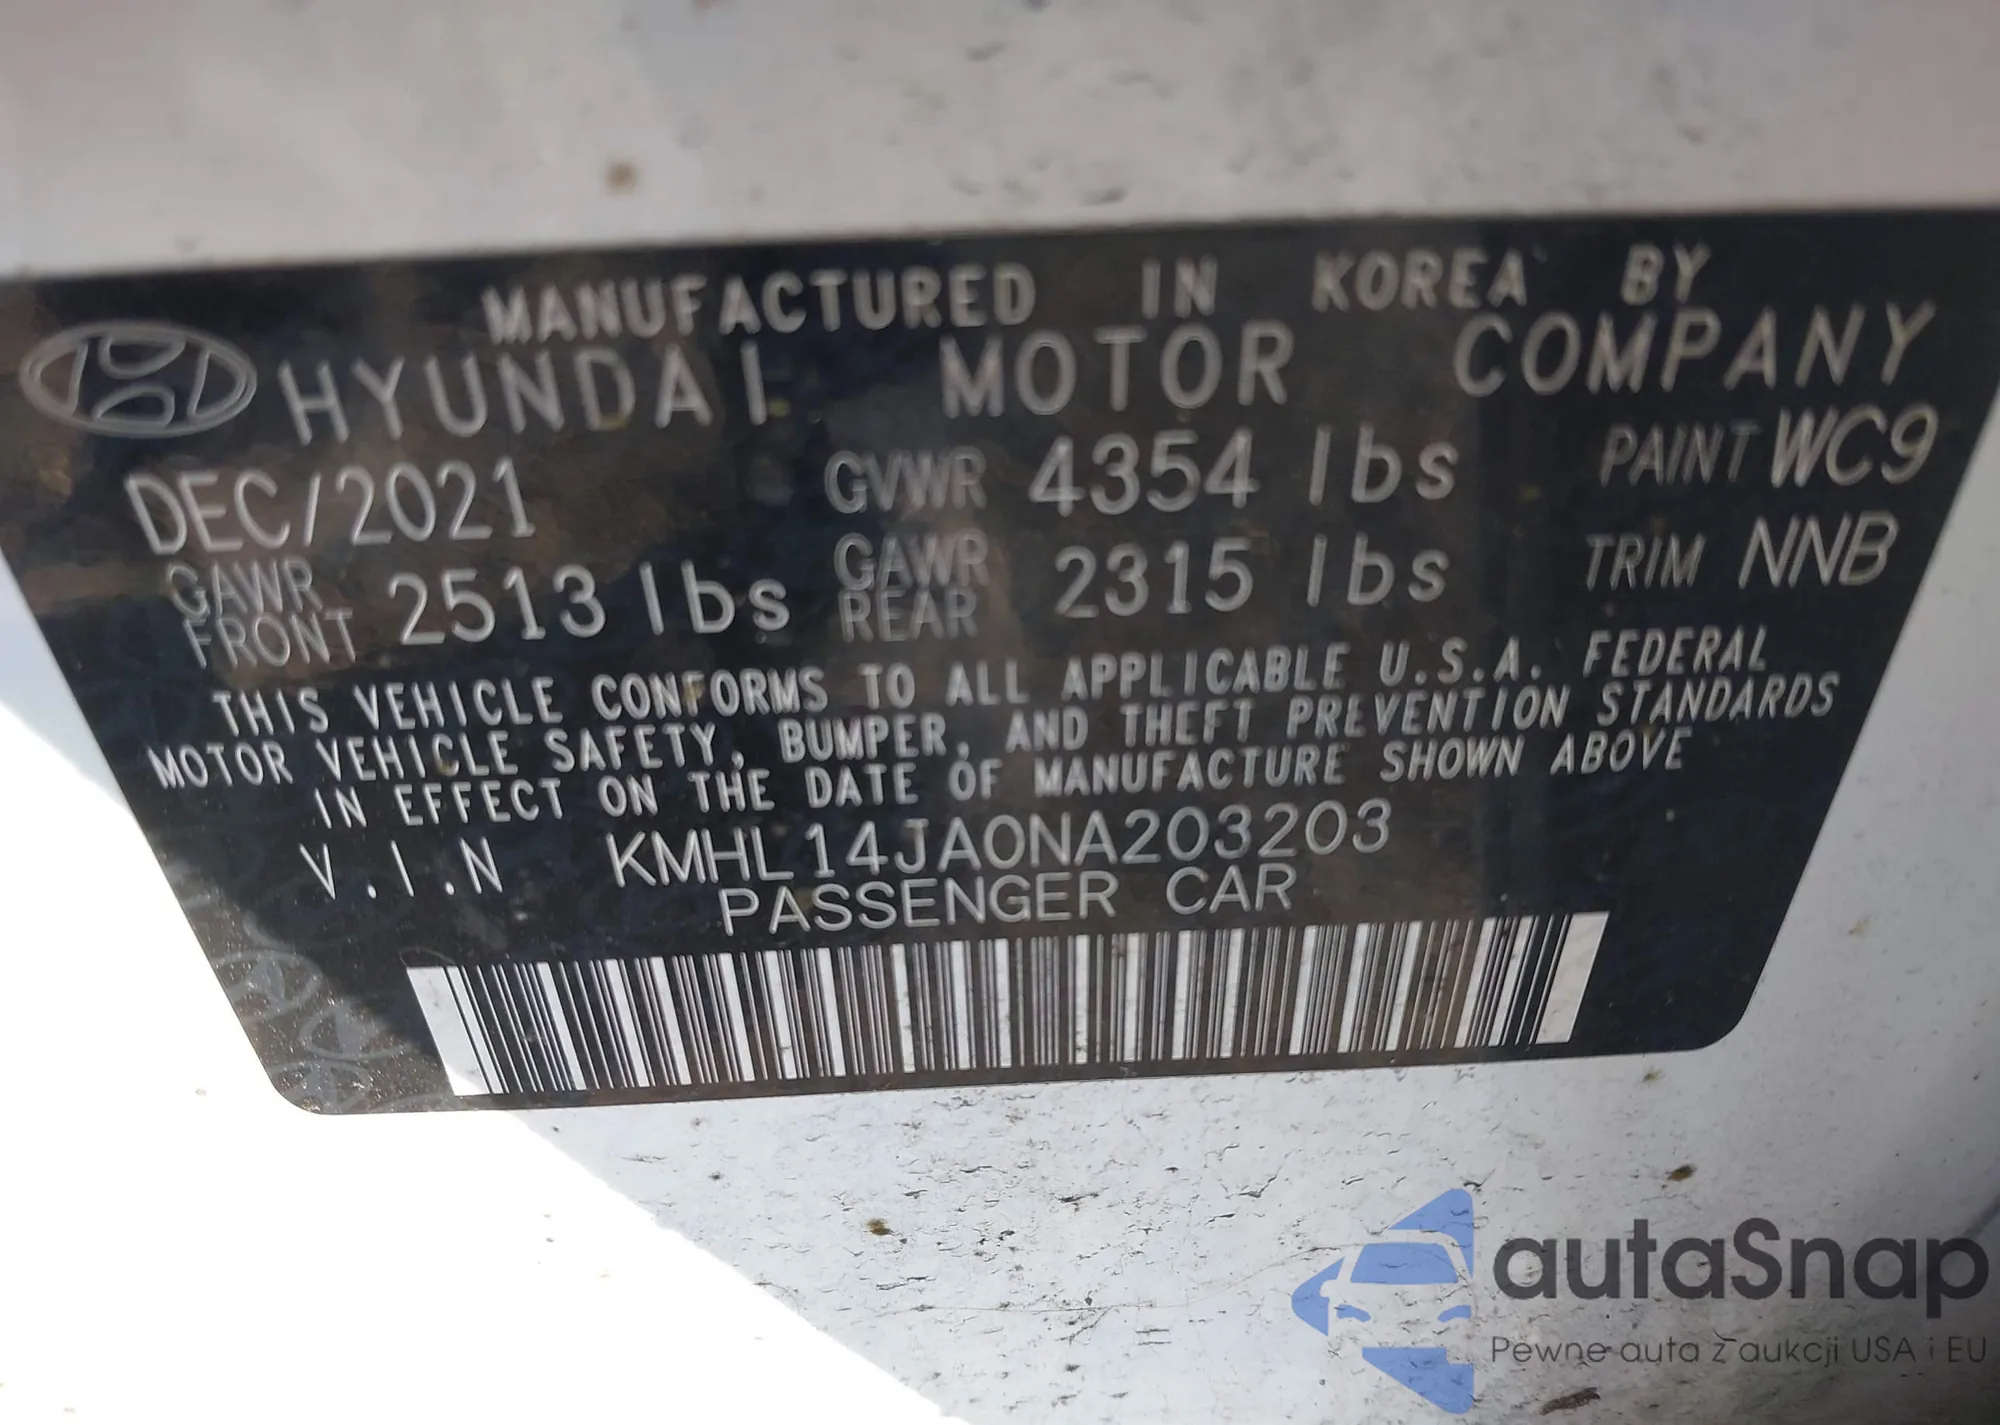 MANUFACTURED IN KOREA BY
HYUNDAI MOTOR COMPANY
DEC/2021 GVWR 4354 lbs PAINT WC9
GAWR FRONT 2513 lbs GAWR REAR 2315 lbs TRIM NNB
THIS VEHICLE CONFORMS TO ALL APPLICABLE U.S.A. FEDERAL
MOTOR VEHICLE SAFETY, BUMPER, AND THEFT PREVENTION STANDARDS
IN EFFECT ON THE DATE OF MANUFACTURE SHOWN ABOVE
V.I.N KMHL14JA0NA203203
PASSENGER CAR
autaSnap
Pewne auta z aukcji USA i EU